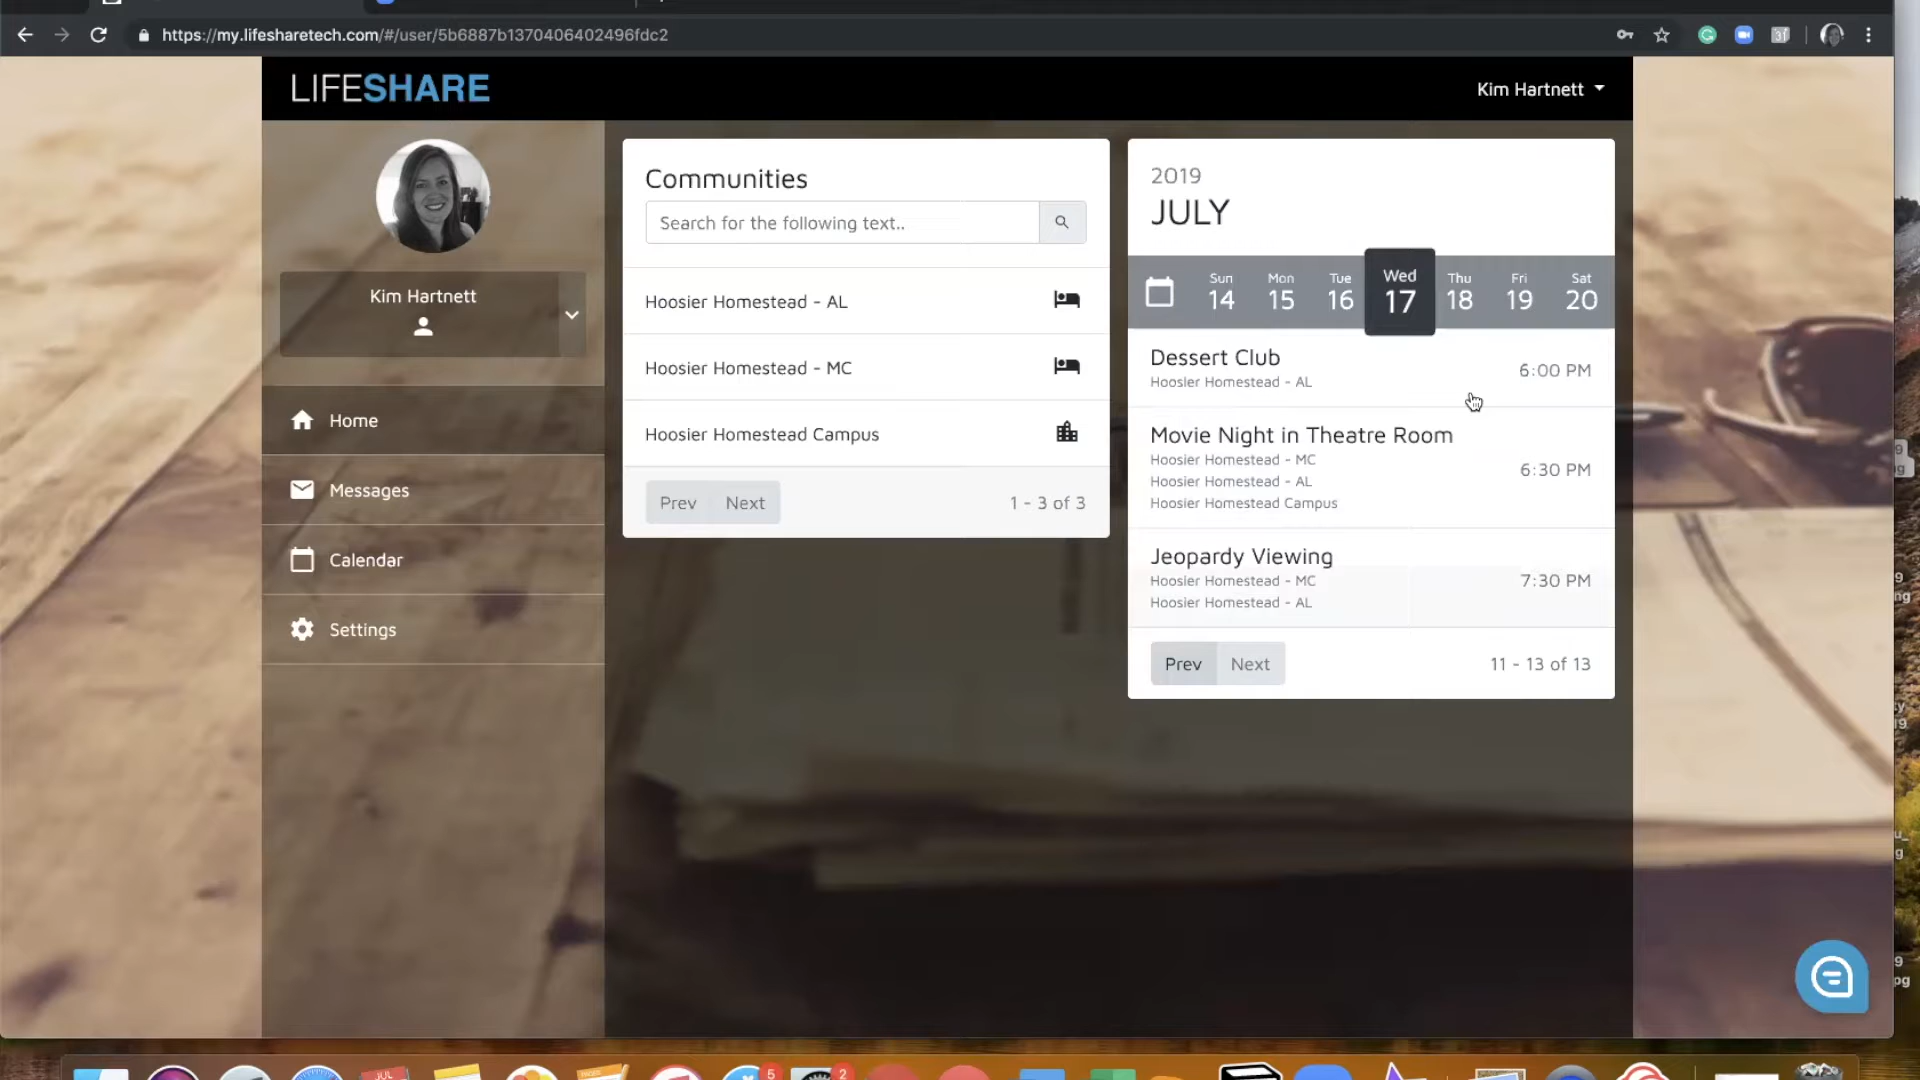 https://my.lifesharetech.com/#/user/5b6887b1370406402496fdc2
LIFESHARE
Kim Hartnett
Kim Hartnett
Home
Messages
Calendar
Settings
Communities
Search for the following text..
Hoosier Homestead - AL
Hoosier Homestead - MC
Hoosier Homestead Campus
Prev Next 1 - 3 of 3
2019
JULY
Sun Mon Tue Wed Thu Fri Sat
14 15 16 17 18 19 20
Dessert Club
Hoosier Homestead - AL
6:00 PM
Movie Night in Theatre Room
Hoosier Homestead - MC
Hoosier Homestead - AL
Hoosier Homestead Campus
6:30 PM
Jeopardy Viewing
Hoosier Homestead - MC
Hoosier Homestead - AL
7:30 PM
Prev Next 11 - 13 of 13
JUL
5
2